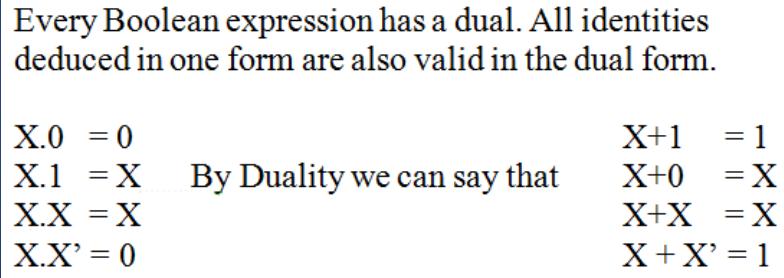 Every Boolean expression has a dual. All identities
deduced in one form are also valid in the dual form.
X.0 = 0 X+1 = 1
X.1 = X By Duality we can say that X+0 = X
X.X = X X+X = X
X.X’ = 0 X + X’ = 1